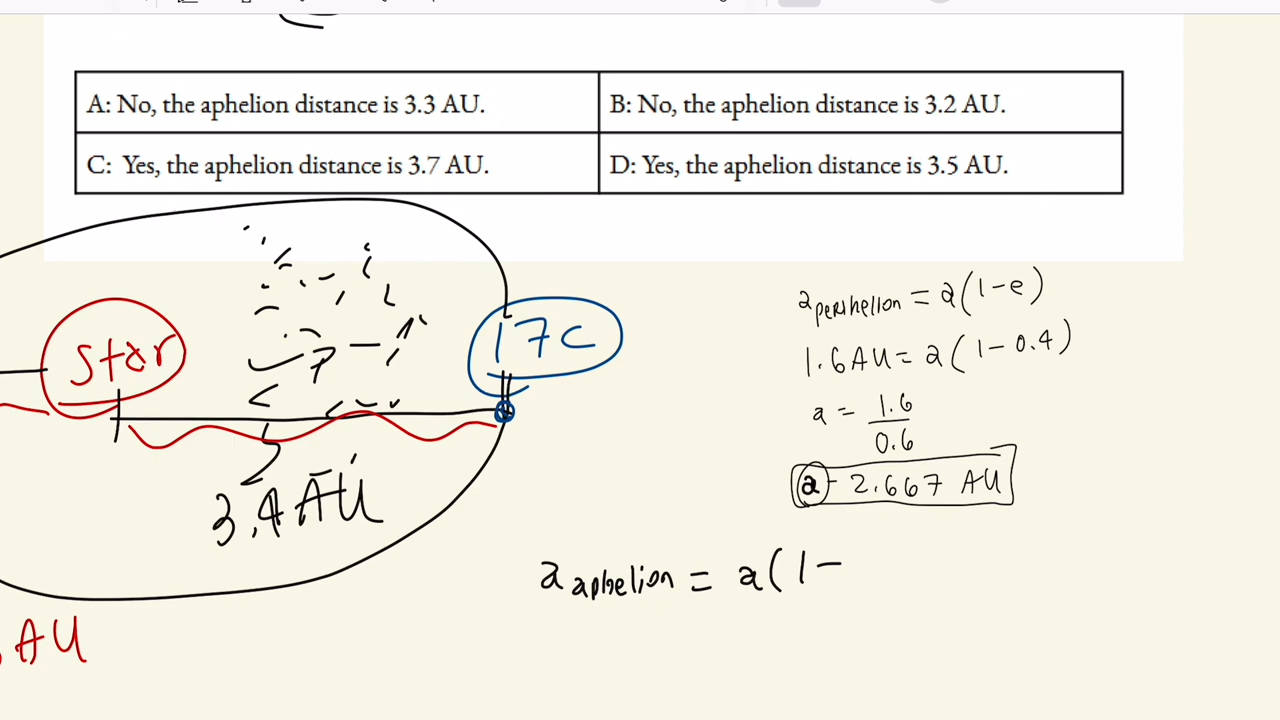 A: No, the aphelion distance is 3.3 AU.
B: No, the aphelion distance is 3.2 AU.
C: Yes, the aphelion distance is 3.7 AU.
D: Yes, the aphelion distance is 3.5 AU.
a perihelion = a(1-e)
Star
17C
1.6AU = a(1-0.4)
a = 1.6
0.6
a = 2.667 AU
3.4 AU
a aphelion = a(1-
AU